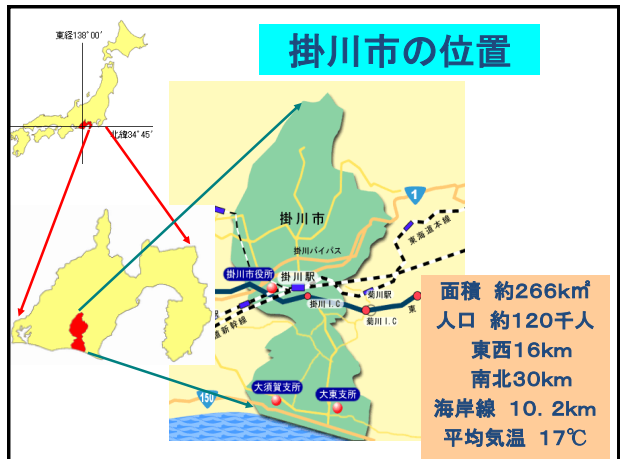 掛川市の位置
東経138°00′
北緯34°45′
1
掛川市
掛川バイパス
東海道本線
掛川市役所
掛川駅
掛川I.C
菊川駅
菊川I.C
東
道新幹線
大須賀支所
大東支所
150
面積 約266k㎡
人口 約120千人
東西16km
南北30km
海岸線 10.2km
平均気温 17℃